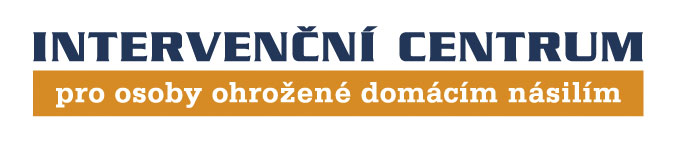 INTERVENČNÍ CENTRUM
pro osoby ohrožené domácím násilím